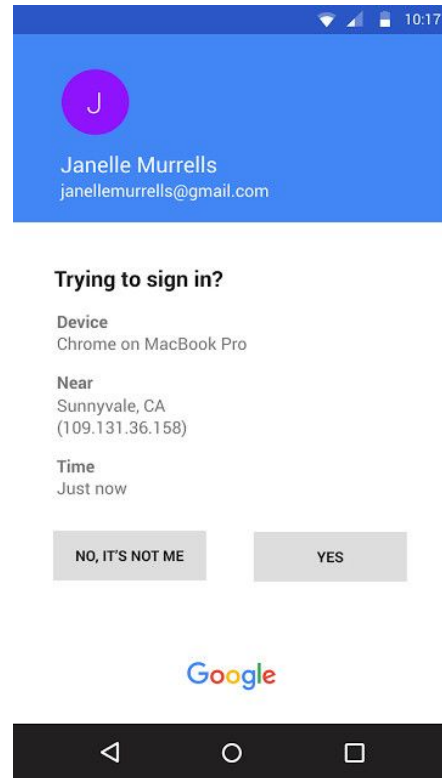 10:17
J
Janelle Murrells
janellemurrells@gmail.com
Trying to sign in?
Device
Chrome on MacBook Pro
Near
Sunnyvale, CA
(109.131.36.158)
Time
Just now
NO, IT'S NOT ME YES
Google